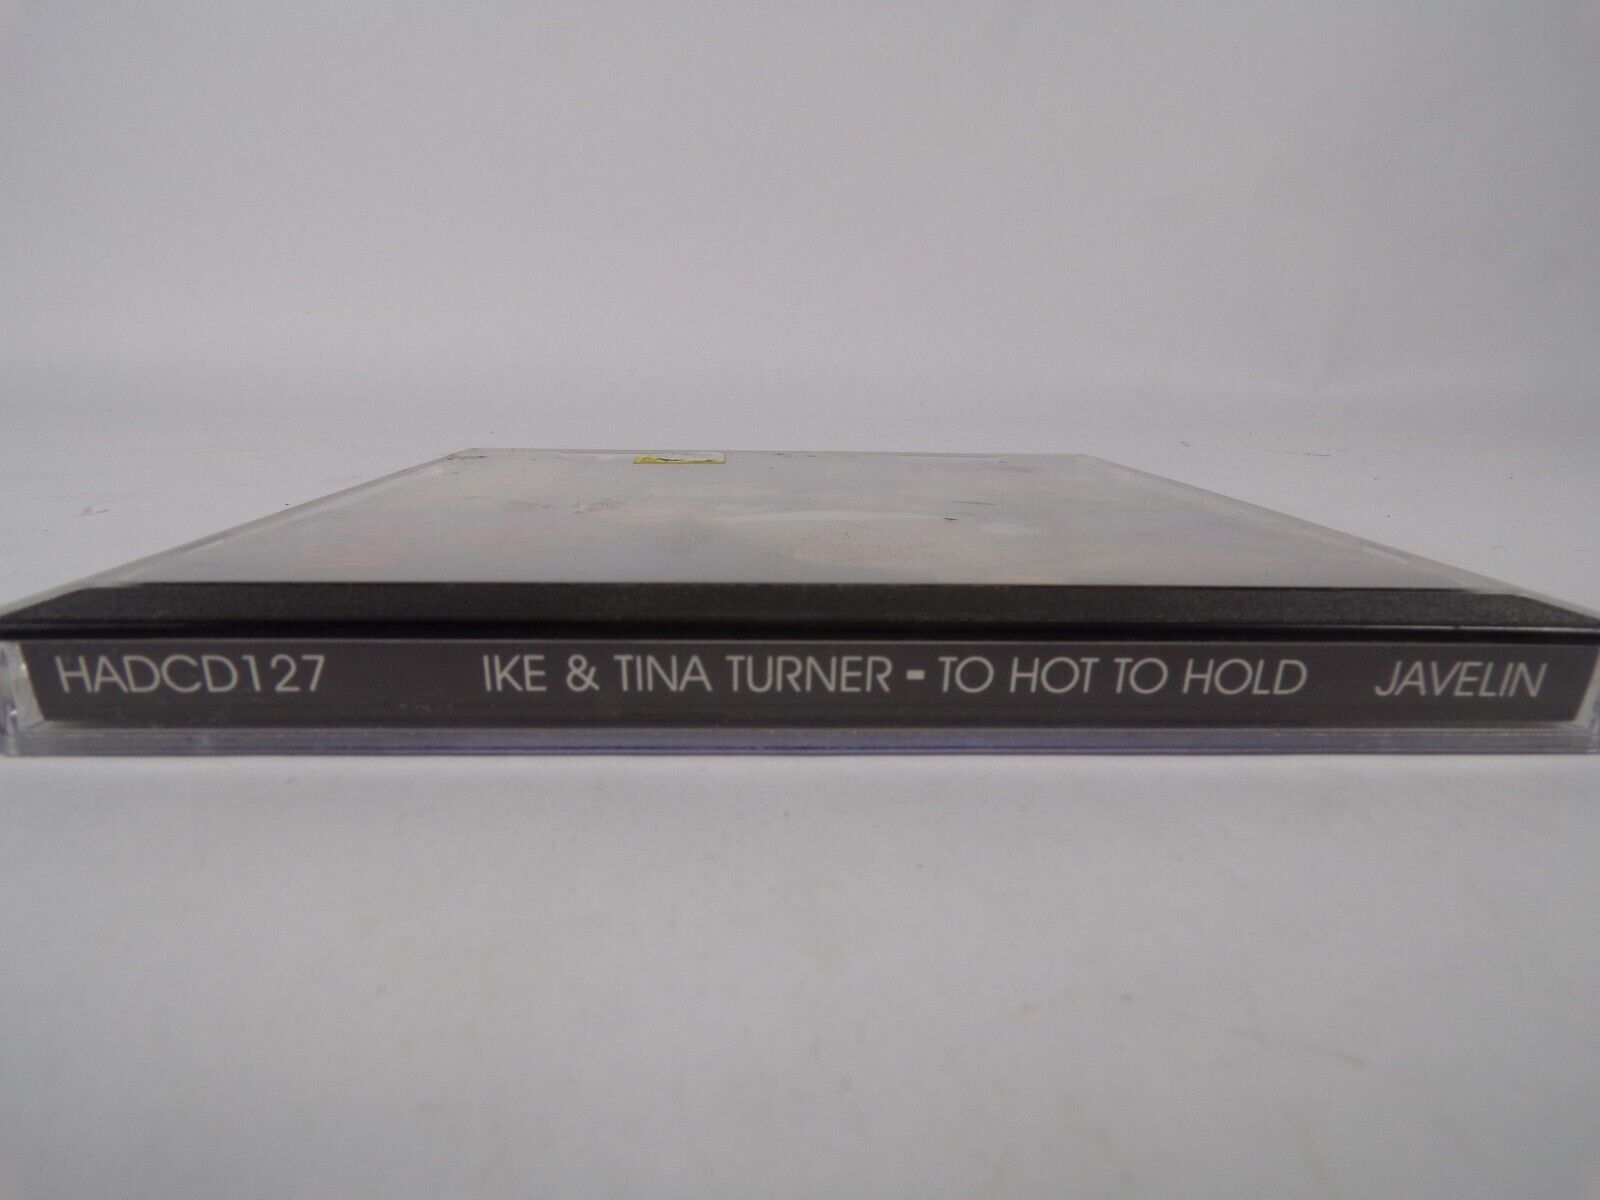 HADCD127 IKE & TINA TURNER - TO HOT TO HOLD JAVELIN